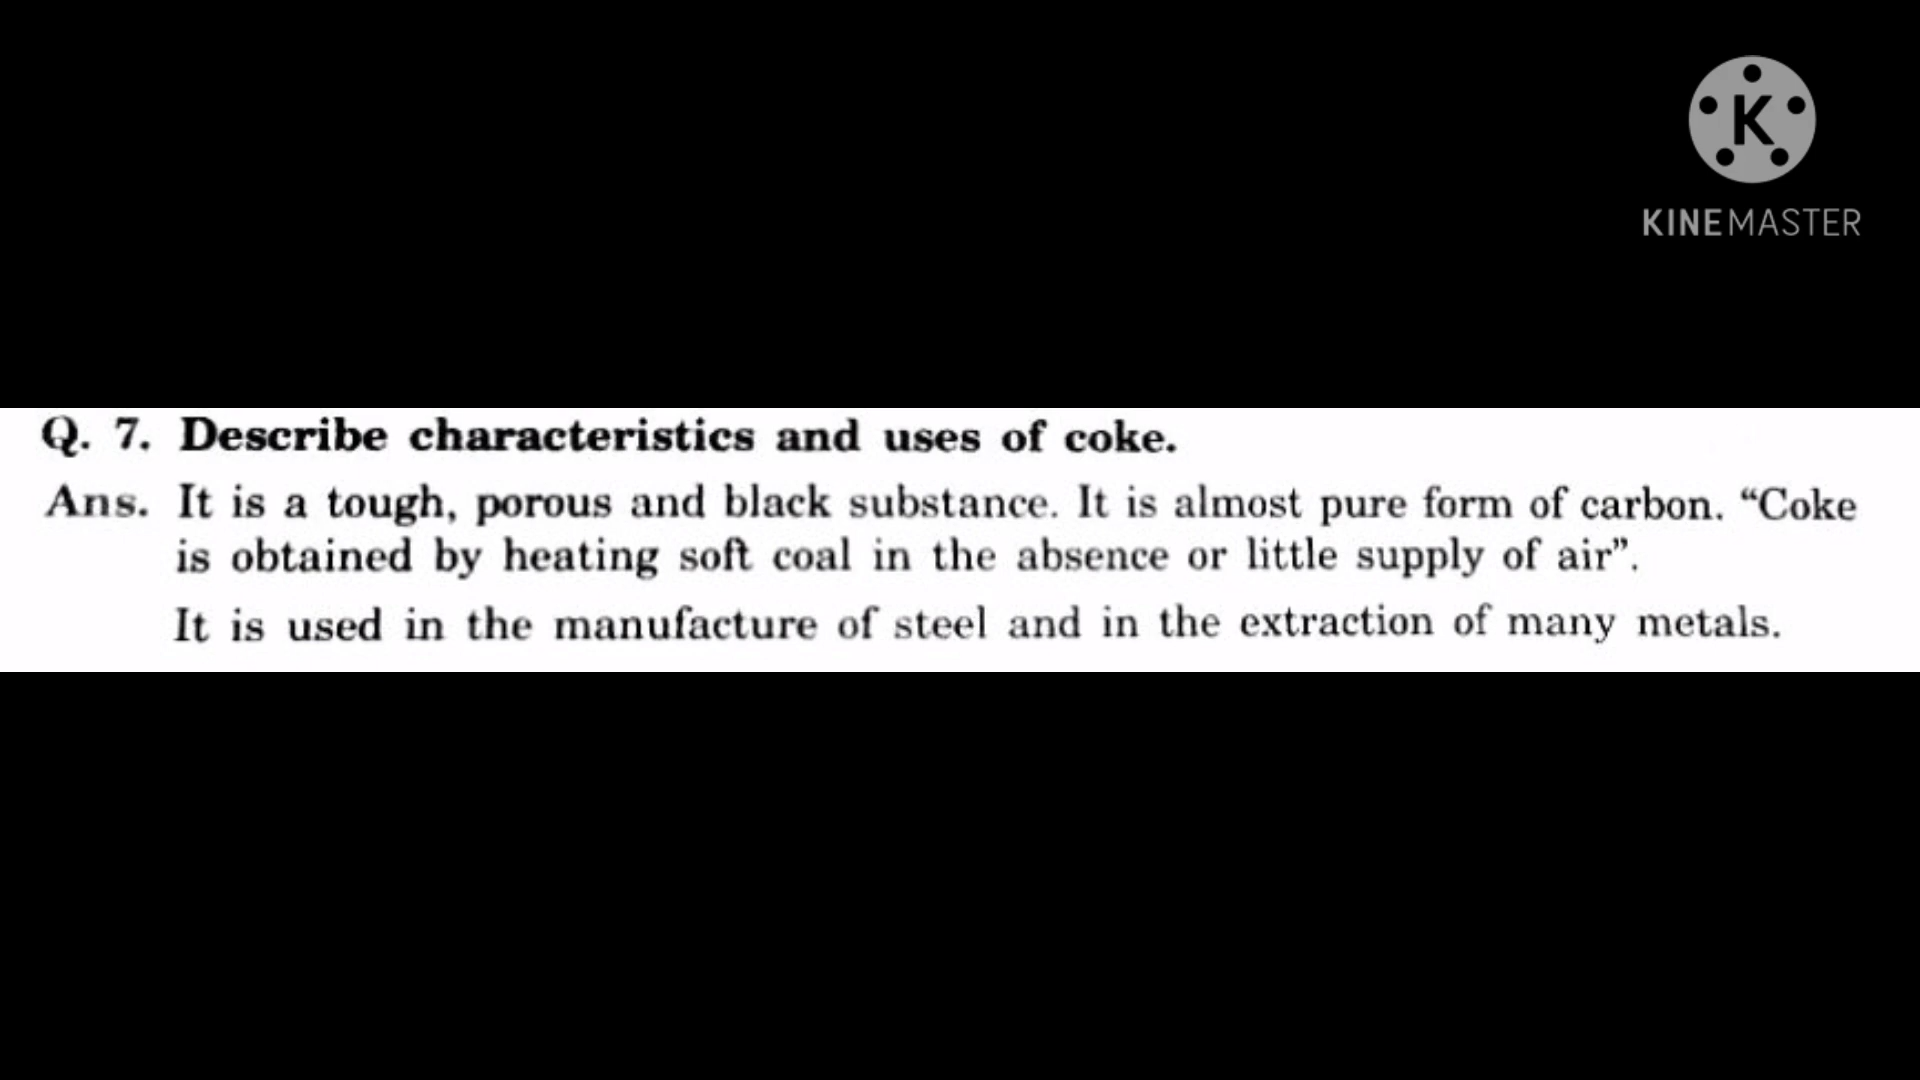 KINEMASTER
Q. 7. Describe characteristics and uses of coke.
Ans. It is a tough, porous and black substance. It is almost pure form of carbon. “Coke
is obtained by heating soft coal in the absence or little supply of air”.
It is used in the manufacture of steel and in the extraction of many metals.